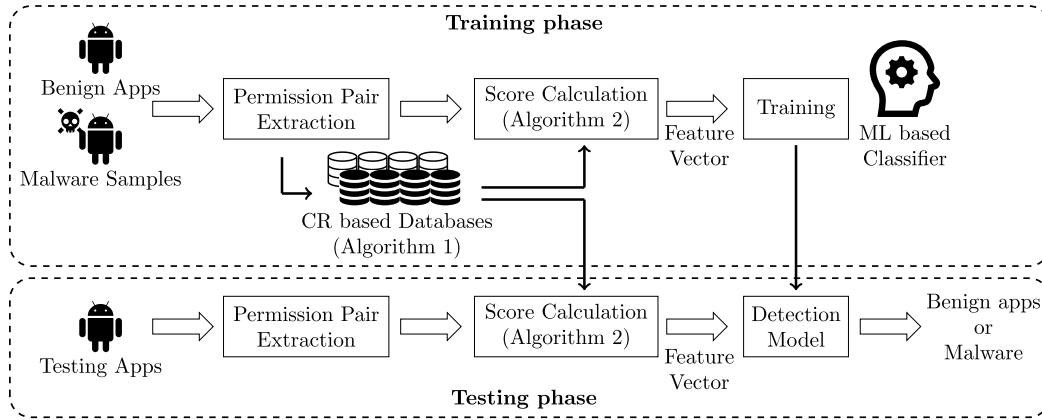 Training phase
Benign Apps
Malware Samples
Permission Pair
Extraction
Score Calculation
(Algorithm 2)
Feature
Vector
Training
ML based
Classifier
CR based Databases
(Algorithm 1)
Testing Apps
Permission Pair
Extraction
Score Calculation
(Algorithm 2)
Feature
Vector
Detection
Model
Benign apps
or
Malware
Testing phase